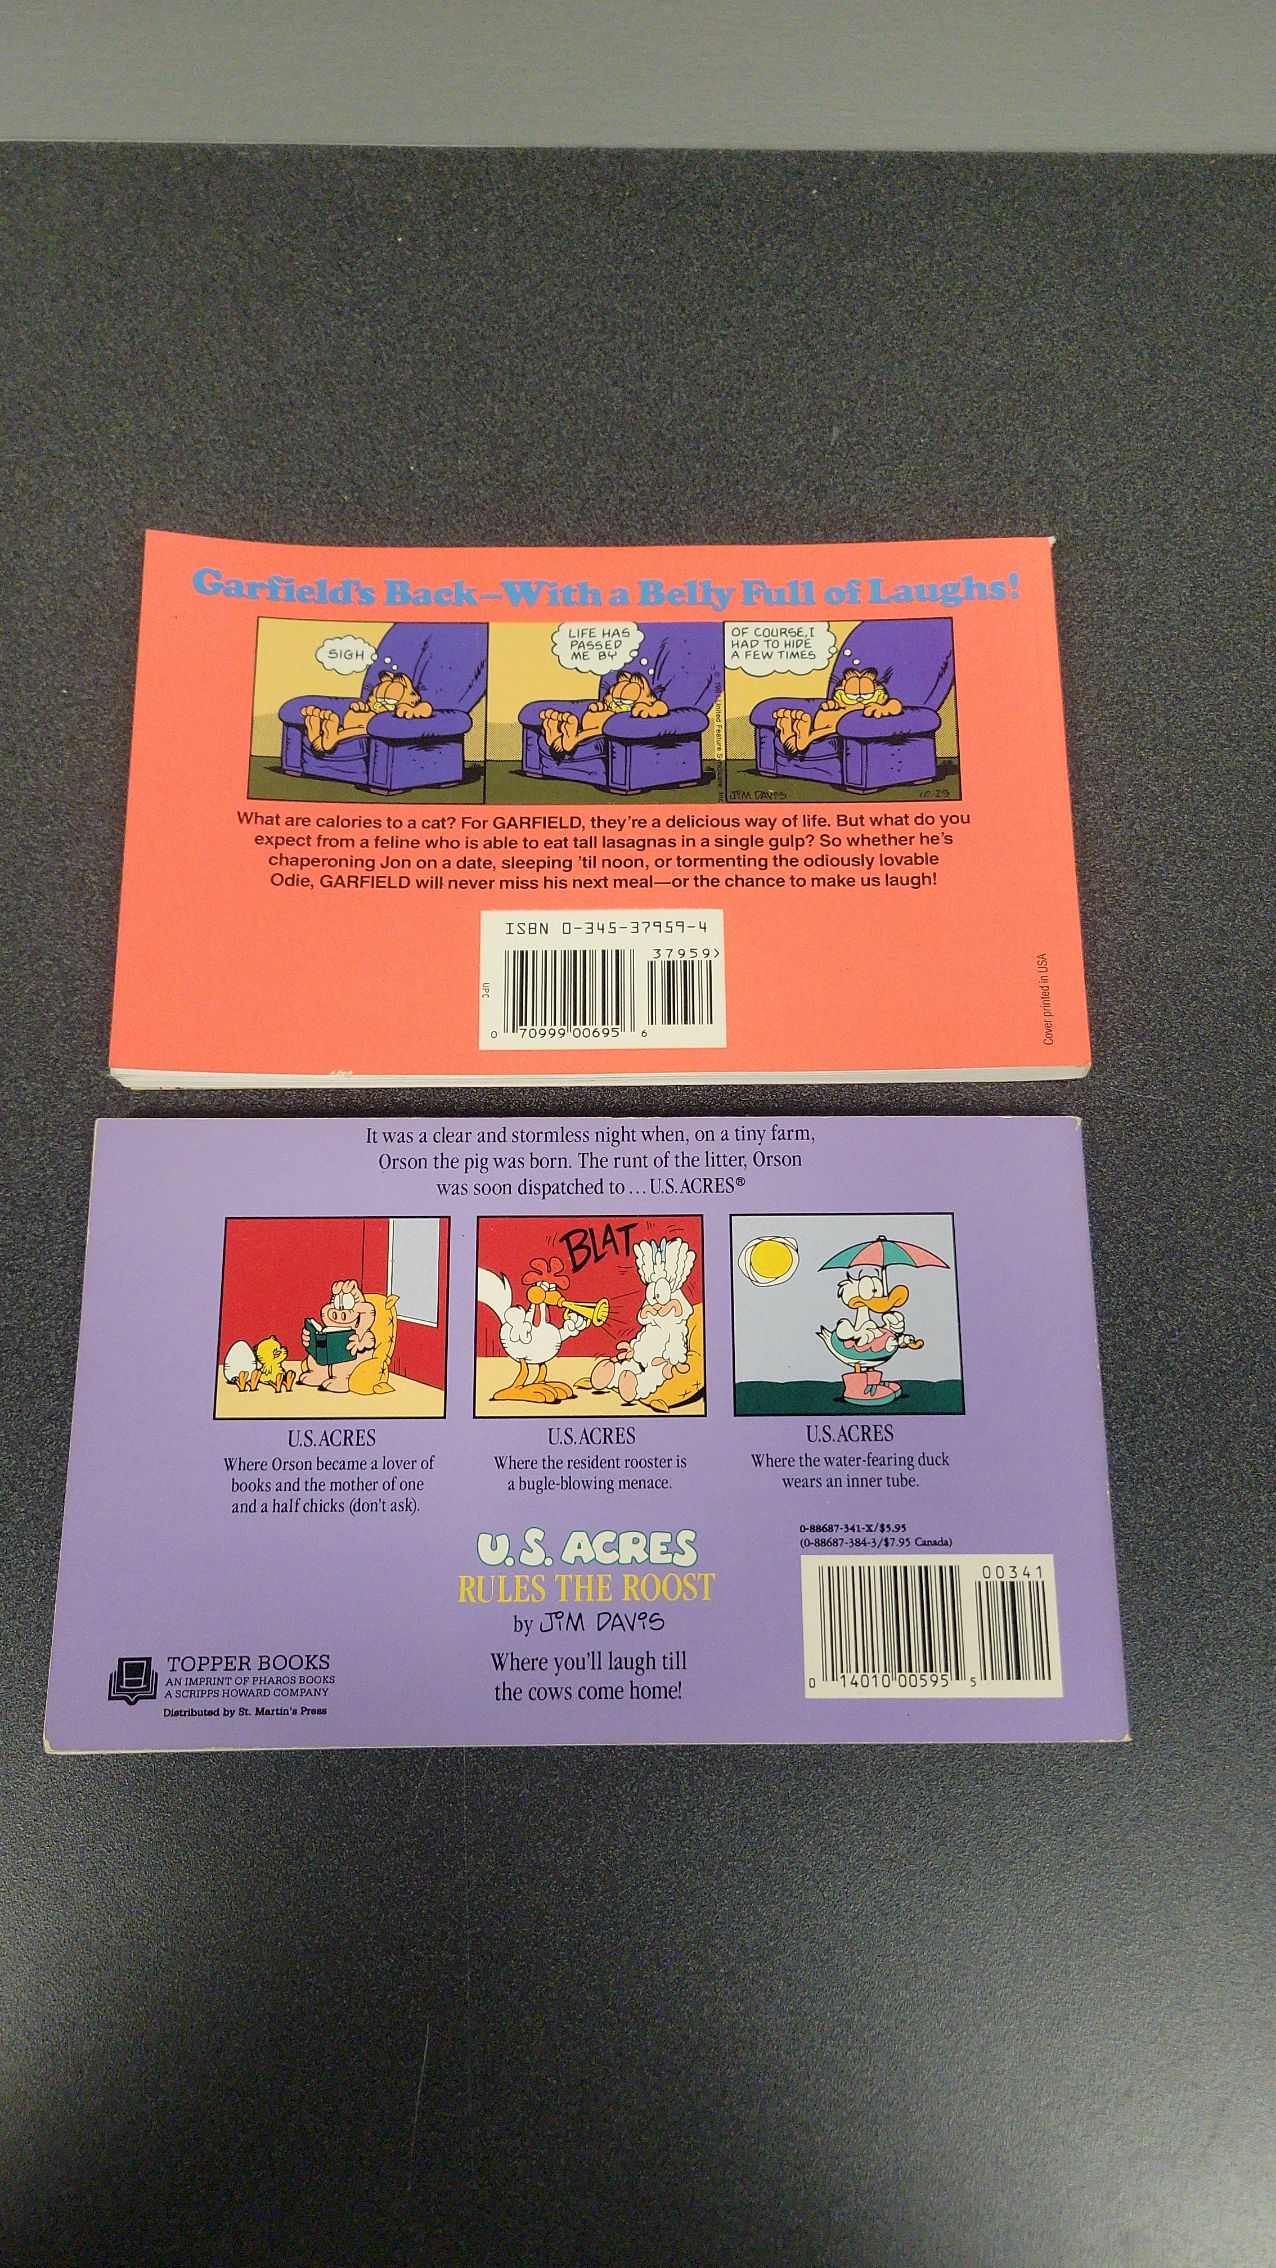 Garfield's Back—With a Belly Full of Laughs!
SIGH
LIFE HAS
PASSED
ME BY
OF COURSE, I
HAD TO HIDE
A FEW TIMES
United Feature Syndicate, Inc.
JIM DAVIS
10-29
What are calories to a cat? For GARFIELD, they're a delicious way of life. But what do you
expect from a feline who is able to eat tall lasagnas in a single gulp? So whether he's
chaperoning Jon on a date, sleeping 'til noon, or tormenting the odiously lovable
Odie, GARFIELD will never miss his next meal—or the chance to make us laugh!
ISBN 0-345-37959-4
37959>
UPC
0 70999 00695 6
Cover printed in USA
It was a clear and stormless night when, on a tiny farm,
Orson the pig was born. The runt of the litter, Orson
was soon dispatched to ... U.S. ACRES®
BLAT
U.S. ACRES
Where Orson became a lover of
books and the mother of one
and a half chicks (don't ask).
U.S. ACRES
Where the resident rooster is
a bugle-blowing menace.
U.S. ACRES
Where the water-fearing duck
wears an inner tube.
U.S. ACRES
RULES THE ROOST
by JIM DAVIS
Where you'll laugh till
the cows come home!
TOPPER BOOKS
AN IMPRINT OF PHAROS BOOKS
A SCRIPPS HOWARD COMPANY
Distributed by St. Martin's Press
0-88687-341-X/$5.95
(0-88687-384-3/$7.95 Canada)
00341
0 14010 00595 5